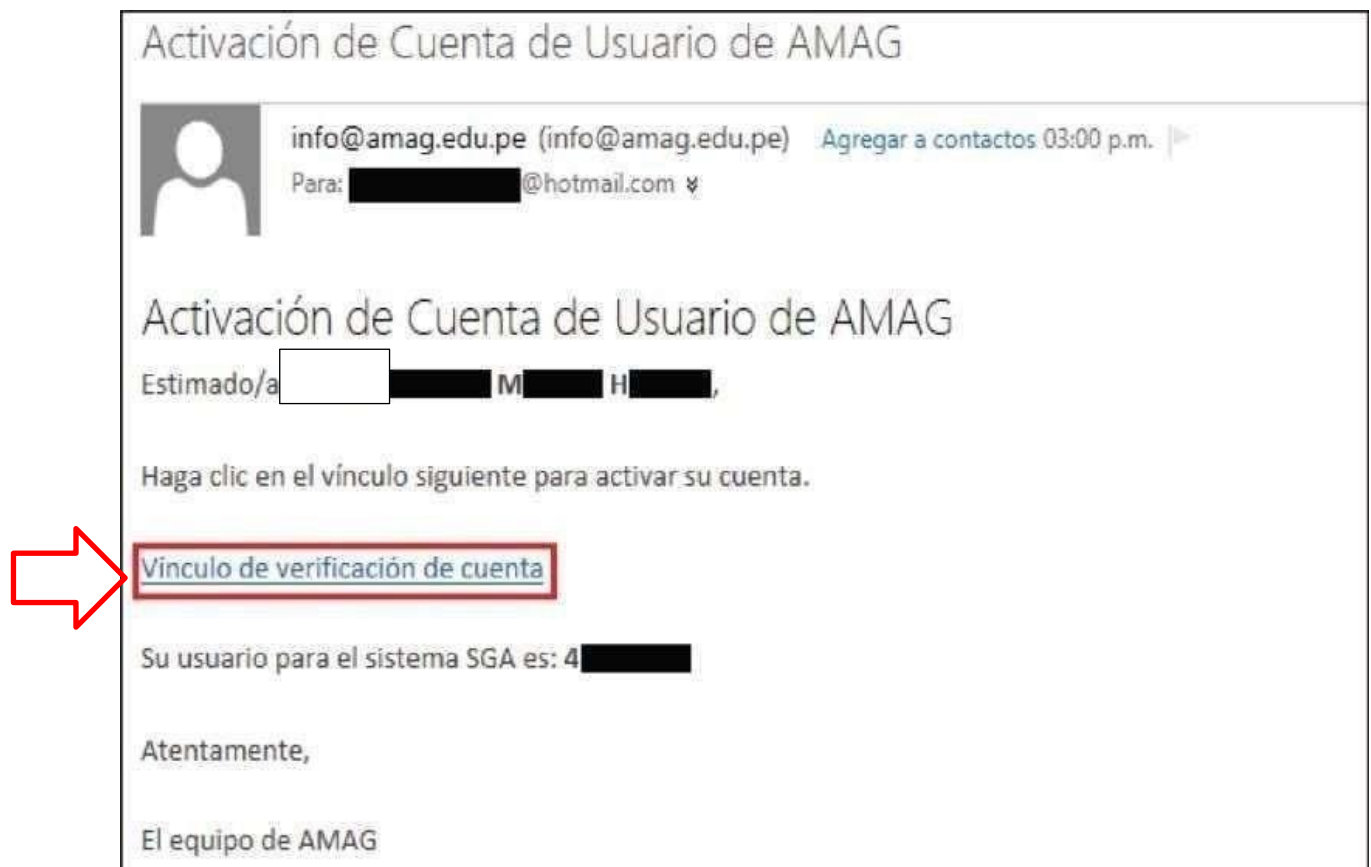 Activación de Cuenta de Usuario de AMAG
info@amag.edu.pe (info@amag.edu.pe) Agregar a contactos 03:00 p.m.
Para: @hotmail.com
Activación de Cuenta de Usuario de AMAG
Estimado/a M H ,
Haga clic en el vínculo siguiente para activar su cuenta.
Vínculo de verificación de cuenta
Su usuario para el sistema SGA es: 4
Atentamente,
El equipo de AMAG